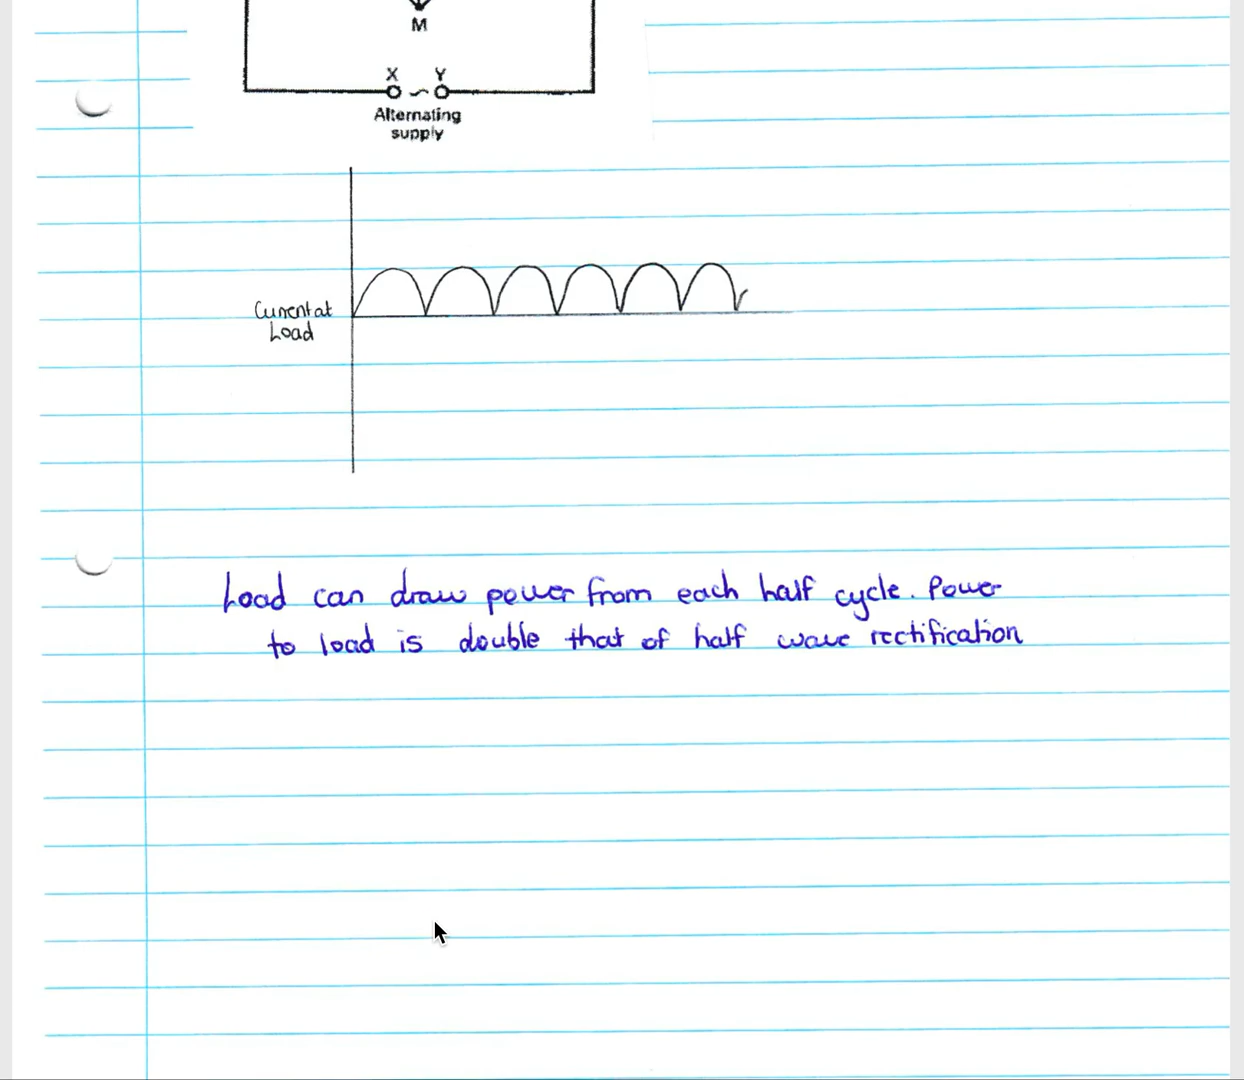 M
X Y
Alternating
supply
Current at
Load
Load can draw power from each half cycle. Power
to load is double that of half wave rectification